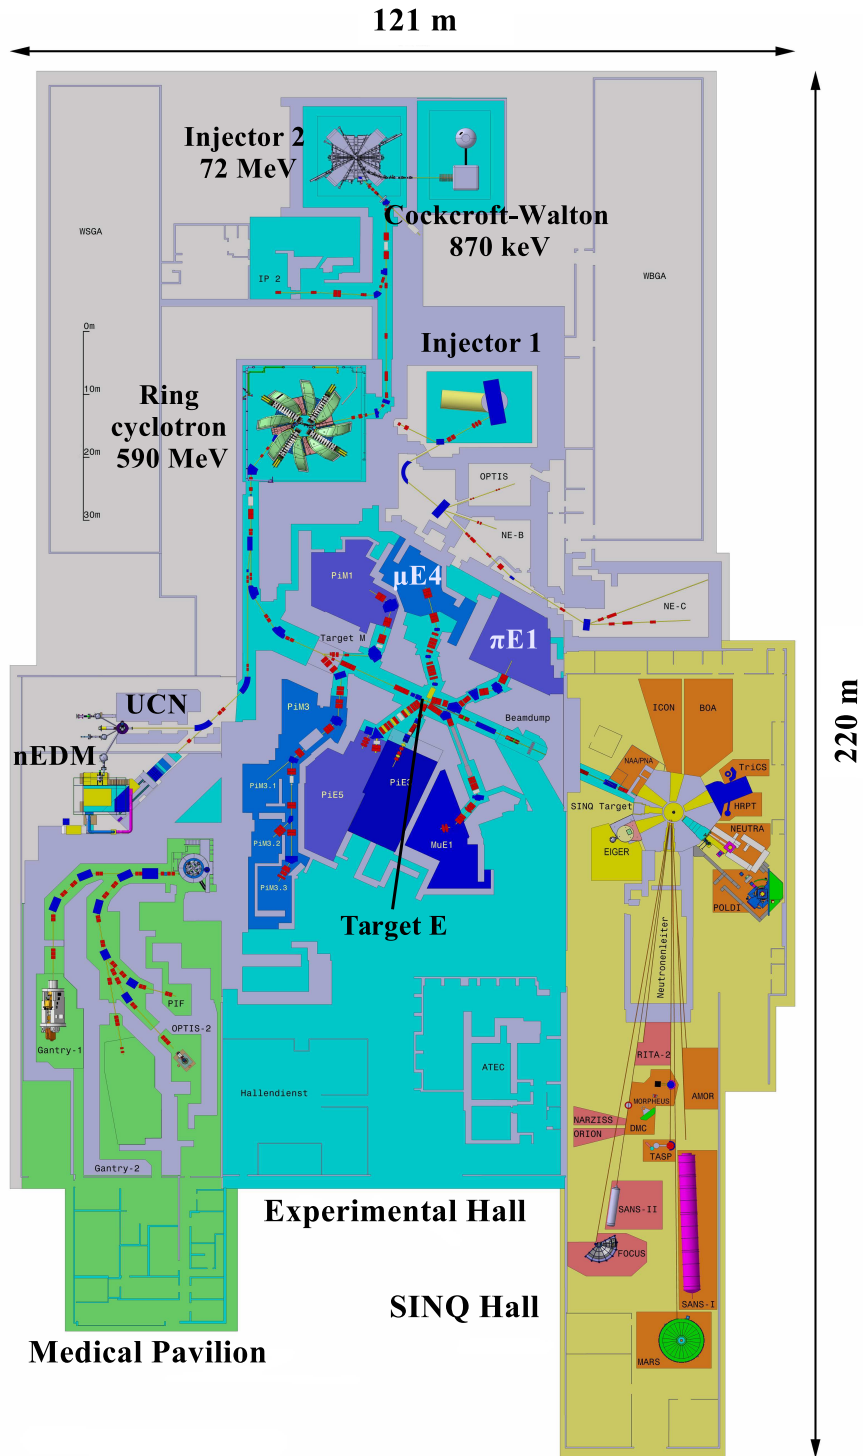 121 m
Injector 2
72 MeV
Cockcroft-Walton
870 keV
WSGA
IP 2
WBGA
0m
10m
20m
30m
Injector 1
Ring
cyclotron
590 MeV
OPTIS
NE-B
NE-C
PiM1
μE4
πE1
Target M
UCN
nEDM
PiM3
PiM3.1
PiM3.2
PiM3.3
PiE5
PiE3
MuE1
Beamdump
Target E
220 m
ICON
BOA
NAA/PNA
TriCS
SINQ Target
HRPT
NEUTRA
EIGER
POLDI
Neutronenleiter
PIF
OPTIS-2
Gantry-1
Gantry-2
Hallendienst
ATEC
RITA-2
AMOR
MORPHEUS
NARZISS
DMC
ORION
TASP
SANS-II
FOCUS
SANS-I
MARS
Experimental Hall
SINQ Hall
Medical Pavilion